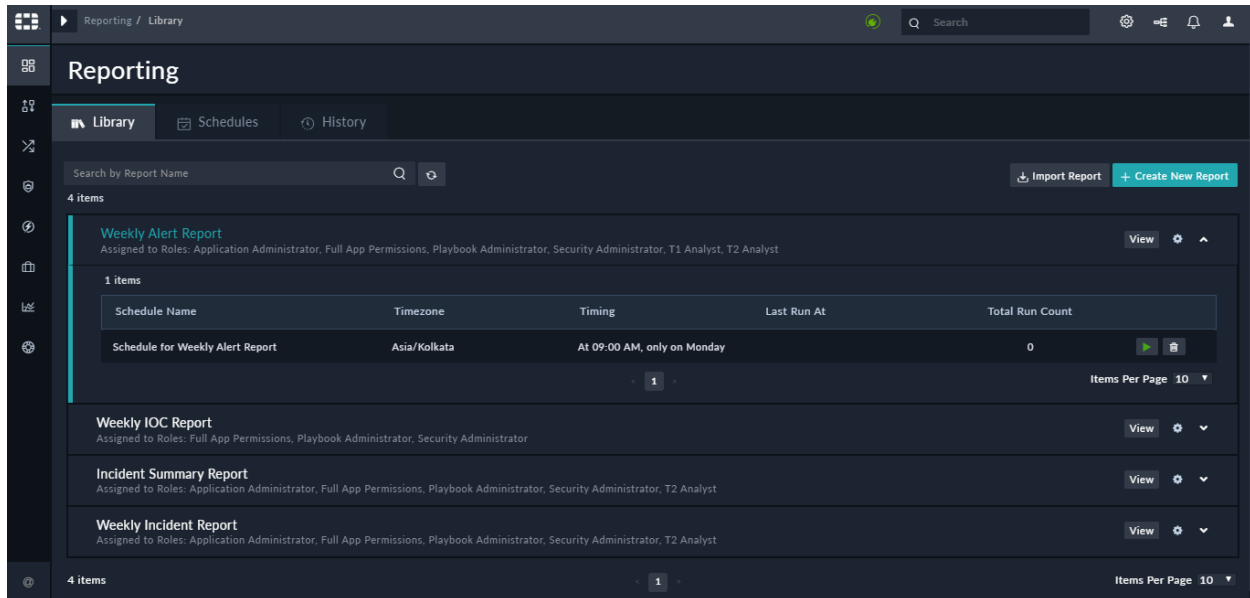 Reporting / Library
Search
Reporting
Library Schedules History
Search by Report Name
Import Report + Create New Report
4 items
Weekly Alert Report
Assigned to Roles: Application Administrator, Full App Permissions, Playbook Administrator, Security Administrator, T1 Analyst, T2 Analyst
View
1 items
Schedule Name Timezone Timing Last Run At Total Run Count
Schedule for Weekly Alert Report Asia/Kolkata At 09:00 AM, only on Monday 0
< 1 > Items Per Page 10
Weekly IOC Report
Assigned to Roles: Full App Permissions, Playbook Administrator, Security Administrator
View
Incident Summary Report
Assigned to Roles: Application Administrator, Full App Permissions, Playbook Administrator, Security Administrator, T2 Analyst
View
Weekly Incident Report
Assigned to Roles: Application Administrator, Full App Permissions, Playbook Administrator, Security Administrator, T2 Analyst
View
@ 4 items < 1 > Items Per Page 10